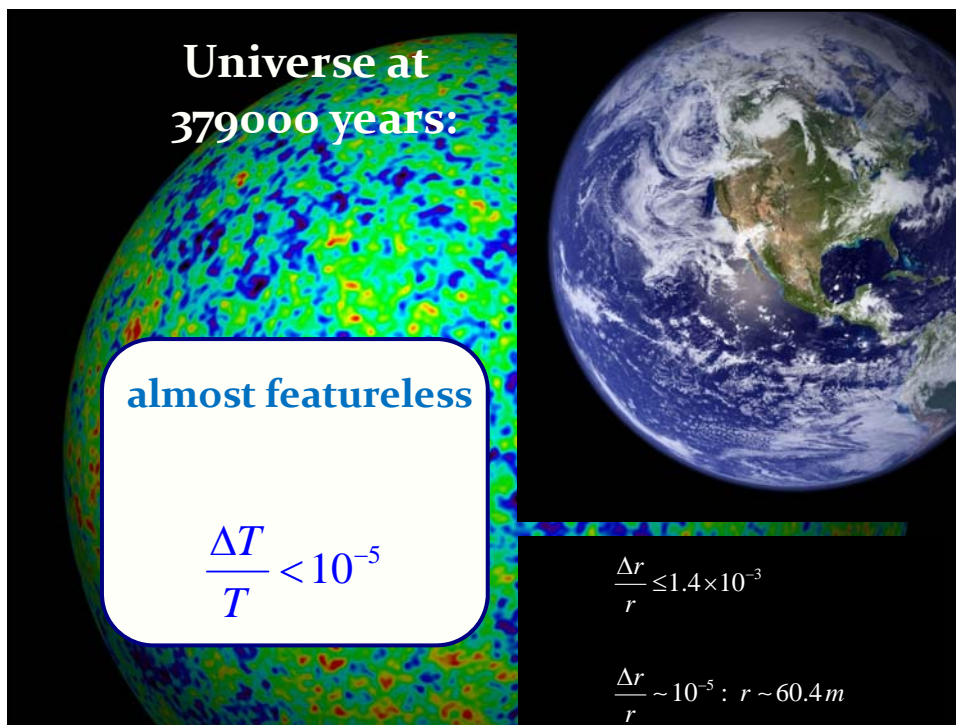 Universe at
379000 years:
almost featureless
ΔT/T < 10⁻⁵
Δr/r ≤ 1.4 × 10⁻³
Δr/r ~ 10⁻⁵ : r ~ 60.4 m